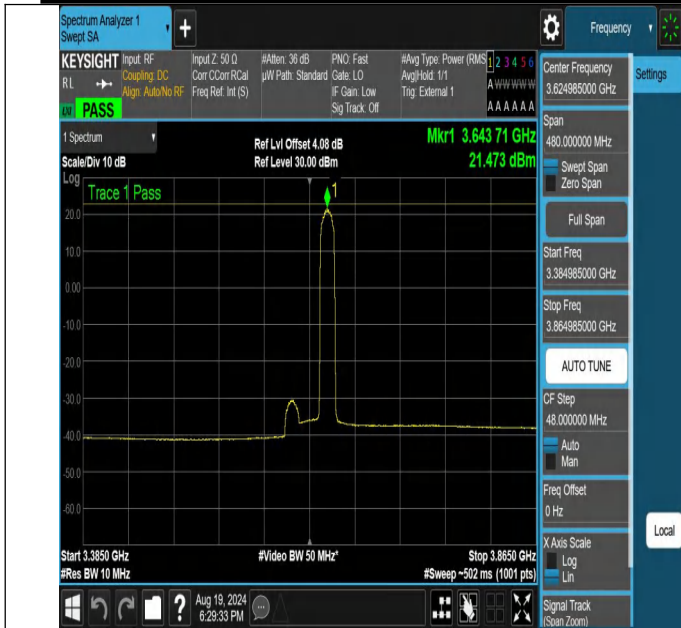 Spectrum Analyzer 1
Swept SA
+
Frequency
KEYSIGHT
RL
PASS
Input: RF
Coupling: DC
Align: Auto/No RF
Input Z: 50 Ω
Corr CCorr RCal
Freq Ref: Int (S)
#Atten: 36 dB
µW Path: Standard
PNO: Fast
Gate: LO
IF Gain: Low
Sig Track: Off
#Avg Type: Power (RMS
Avg|Hold: 1/1
Trig: External 1
1 2 3 4 5 6
A W W W W W
A A A A A A
1 Spectrum
Scale/Div 10 dB
Ref Lvl Offset 4.08 dB
Ref Level 30.00 dBm
Mkr1 3.643 71 GHz
21.473 dBm
Log
Trace 1 Pass
1
20.0
10.0
0.00
-10.0
-20.0
-30.0
-40.0
-50.0
-60.0
Start 3.3850 GHz
#Res BW 10 MHz
#Video BW 50 MHz*
Stop 3.8650 GHz
#Sweep ~502 ms (1001 pts)
Center Frequency
3.624985000 GHz
Settings
Span
480.000000 MHz
Swept Span
Zero Span
Full Span
Start Freq
3.384985000 GHz
Stop Freq
3.864985000 GHz
AUTO TUNE
CF Step
48.000000 MHz
Auto
Man
Freq Offset
0 Hz
X Axis Scale
Log
Lin
Local
Signal Track
(Span Zoom)
?
Aug 19, 2024
6:29:33 PM